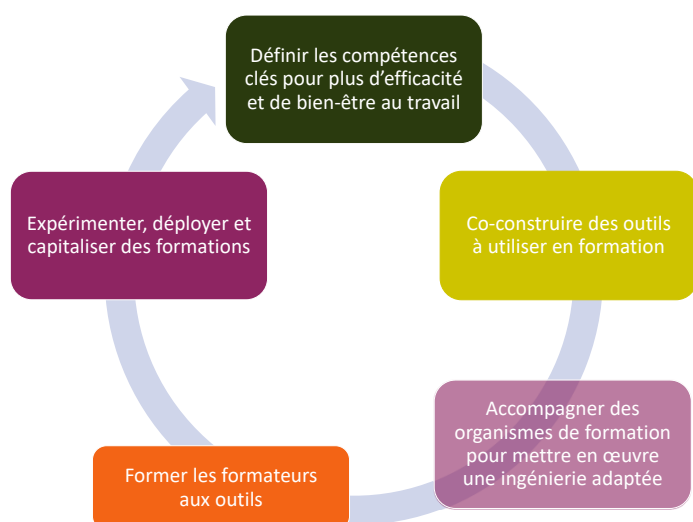 Définir les compétences
clés pour plus d’efficacité
et de bien-être au travail
Co-construire des outils
à utiliser en formation
Accompagner des
organismes de formation
pour mettre en œuvre
une ingénierie adaptée
Former les formateurs
aux outils
Expérimenter, déployer et
capitaliser des formations